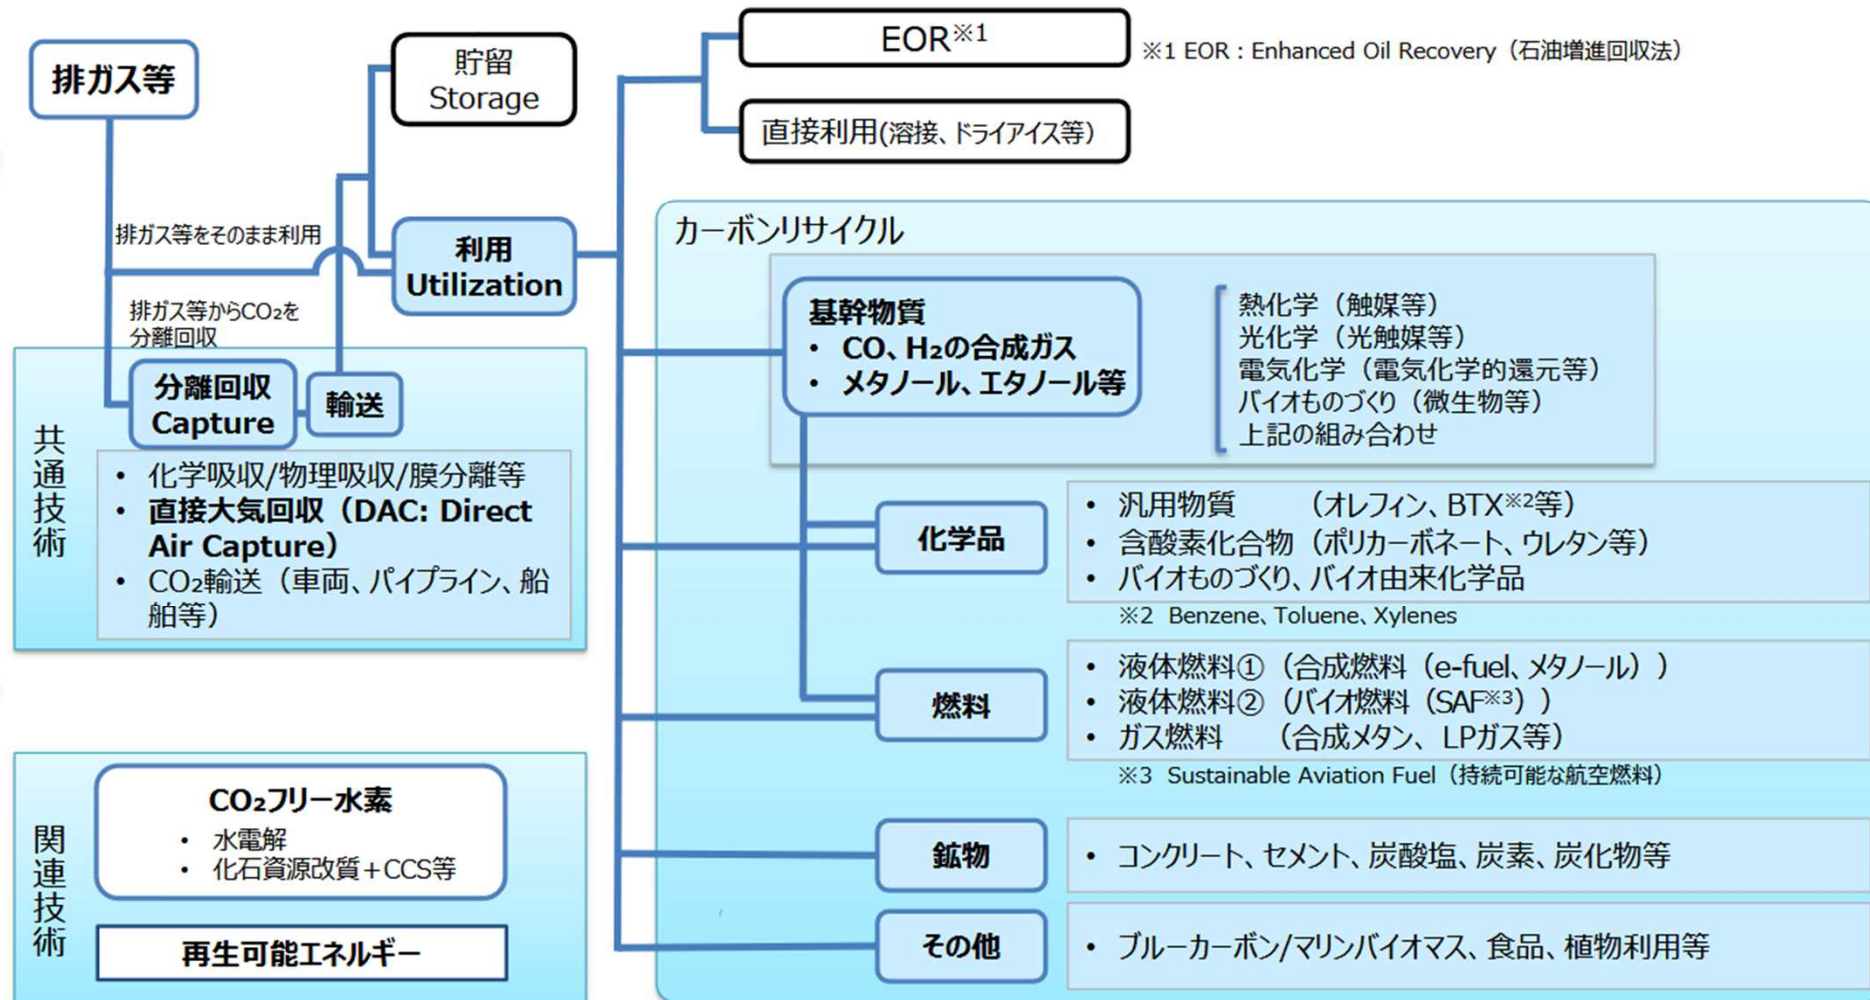 排ガス等
貯留
Storage
EOR※1
※1 EOR : Enhanced Oil Recovery（石油増進回収法）
直接利用(溶接、ドライアイス等）
排ガス等をそのまま利用
利用
Utilization
排ガス等からCO₂を
分離回収
共通技術
分離回収
Capture
輸送
• 化学吸収/物理吸収/膜分離等
• 直接大気回収（DAC: Direct
Air Capture）
• CO₂輸送（車両、パイプライン、船
舶等）
関連技術
CO₂フリー水素
• 水電解
• 化石資源改質＋CCS等
再生可能エネルギー
カーボンリサイクル
基幹物質
• CO、H₂の合成ガス
• メタノール、エタノール等
熱化学（触媒等）
光化学（光触媒等）
電気化学（電気化学的還元等）
バイオものづくり（微生物等）
上記の組み合わせ
化学品
• 汎用物質　　（オレフィン、BTX※2等）
• 含酸素化合物（ポリカーボネート、ウレタン等）
• バイオものづくり、バイオ由来化学品
※2 Benzene、Toluene、Xylenes
燃料
• 液体燃料①（合成燃料（e-fuel、メタノール））
• 液体燃料②（バイオ燃料（SAF※3））
• ガス燃料　（合成メタン、LPガス等）
※3 Sustainable Aviation Fuel（持続可能な航空燃料）
鉱物
• コンクリート、セメント、炭酸塩、炭素、炭化物等
その他
• ブルーカーボン/マリンバイオマス、食品、植物利用等